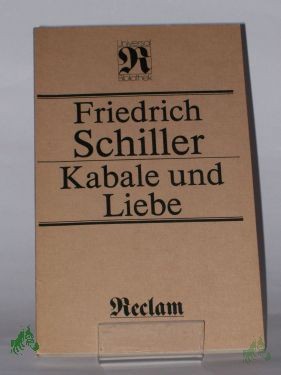 Universal
Bibliothek
Friedrich
Schiller
Kabale und
Liebe
Reclam